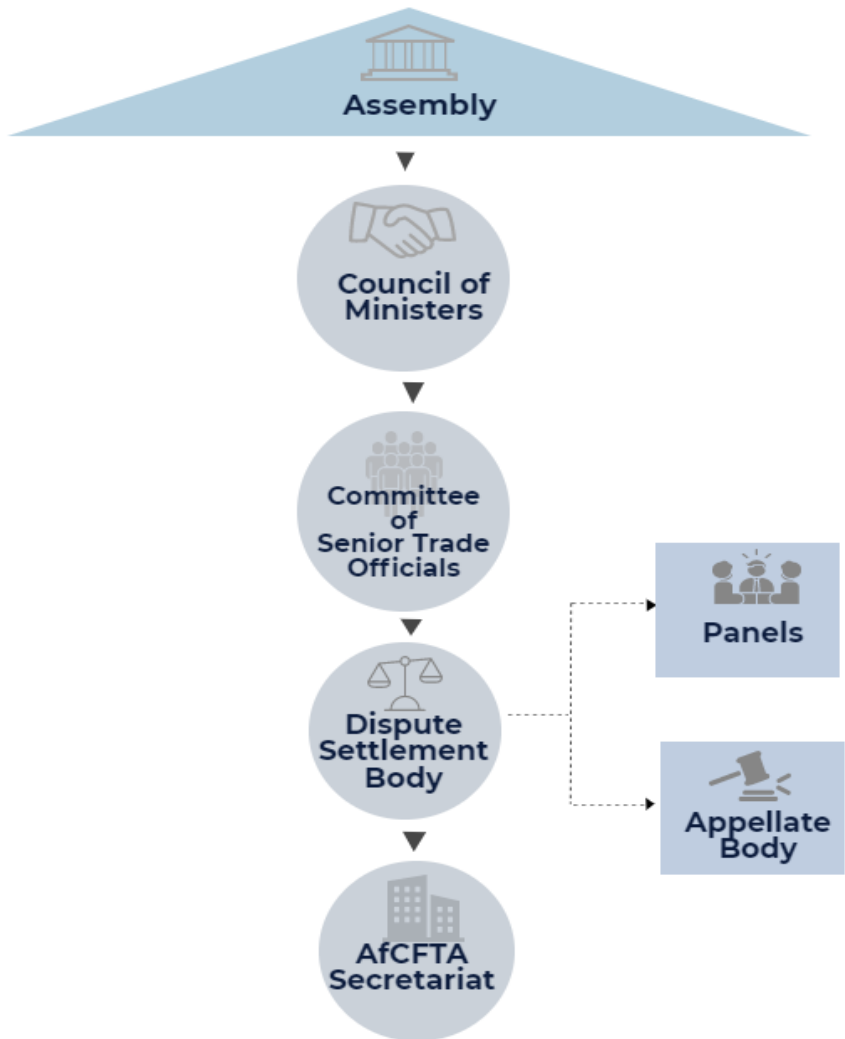 Assembly
Council of
Ministers
Committee
of
Senior Trade
Officials
Panels
Dispute
Settlement
Body
Appellate
Body
AfCFTA
Secretariat